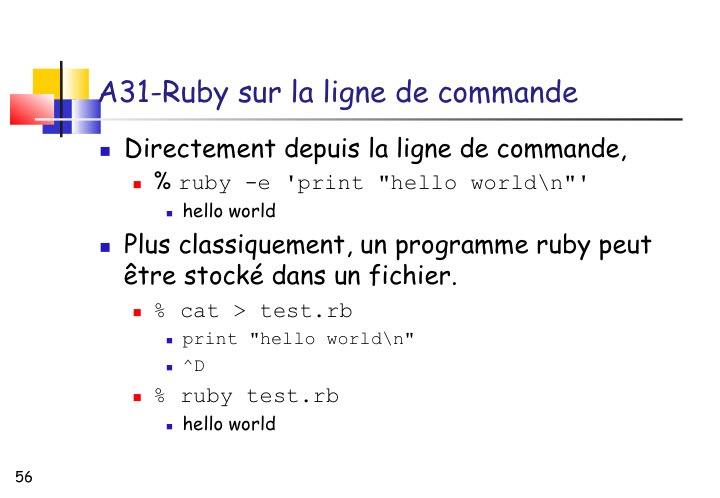 A31-Ruby sur la ligne de commande
Directement depuis la ligne de commande,
% ruby -e 'print "hello world\n"'
hello world
Plus classiquement, un programme ruby peut
être stocké dans un fichier.
% cat > test.rb
print "hello world\n"
^D
% ruby test.rb
hello world
56